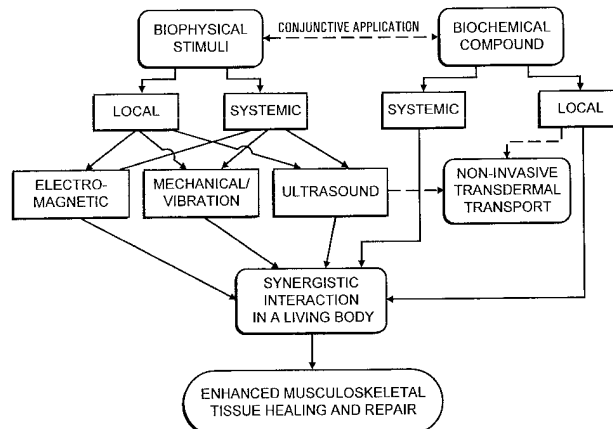 BIOPHYSICAL
STIMULI
CONJUNCTIVE APPLICATION
BIOCHEMICAL
COMPOUND
LOCAL
SYSTEMIC
SYSTEMIC
LOCAL
ELECTRO-
MAGNETIC
MECHANICAL/
VIBRATION
ULTRASOUND
NON-INVASIVE
TRANSDERMAL
TRANSPORT
SYNERGISTIC
INTERACTION
IN A LIVING BODY
ENHANCED MUSCULOSKELETAL
TISSUE HEALING AND REPAIR